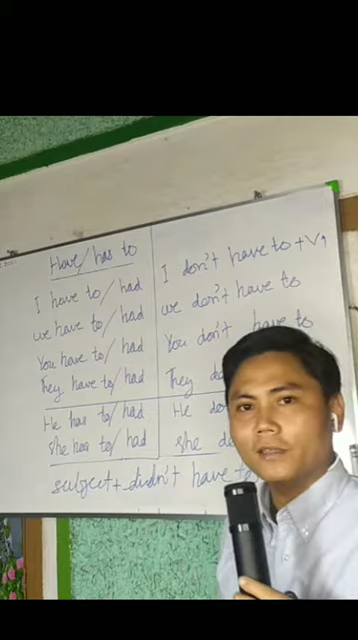 Have/has to
I have to/had
we have to/had
You have to/had
They have to/had
He has to/had
She has to/had
I don't have to + V1
we don't have to
You don't have to
They
He
She
subject + didn't have to